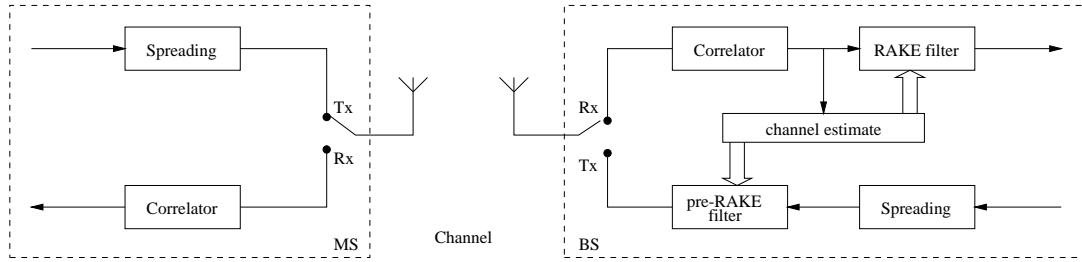 Spreading
Tx
Rx
Correlator
MS
Channel
Correlator
RAKE filter
Rx
channel estimate
Tx
pre-RAKE
filter
Spreading
BS